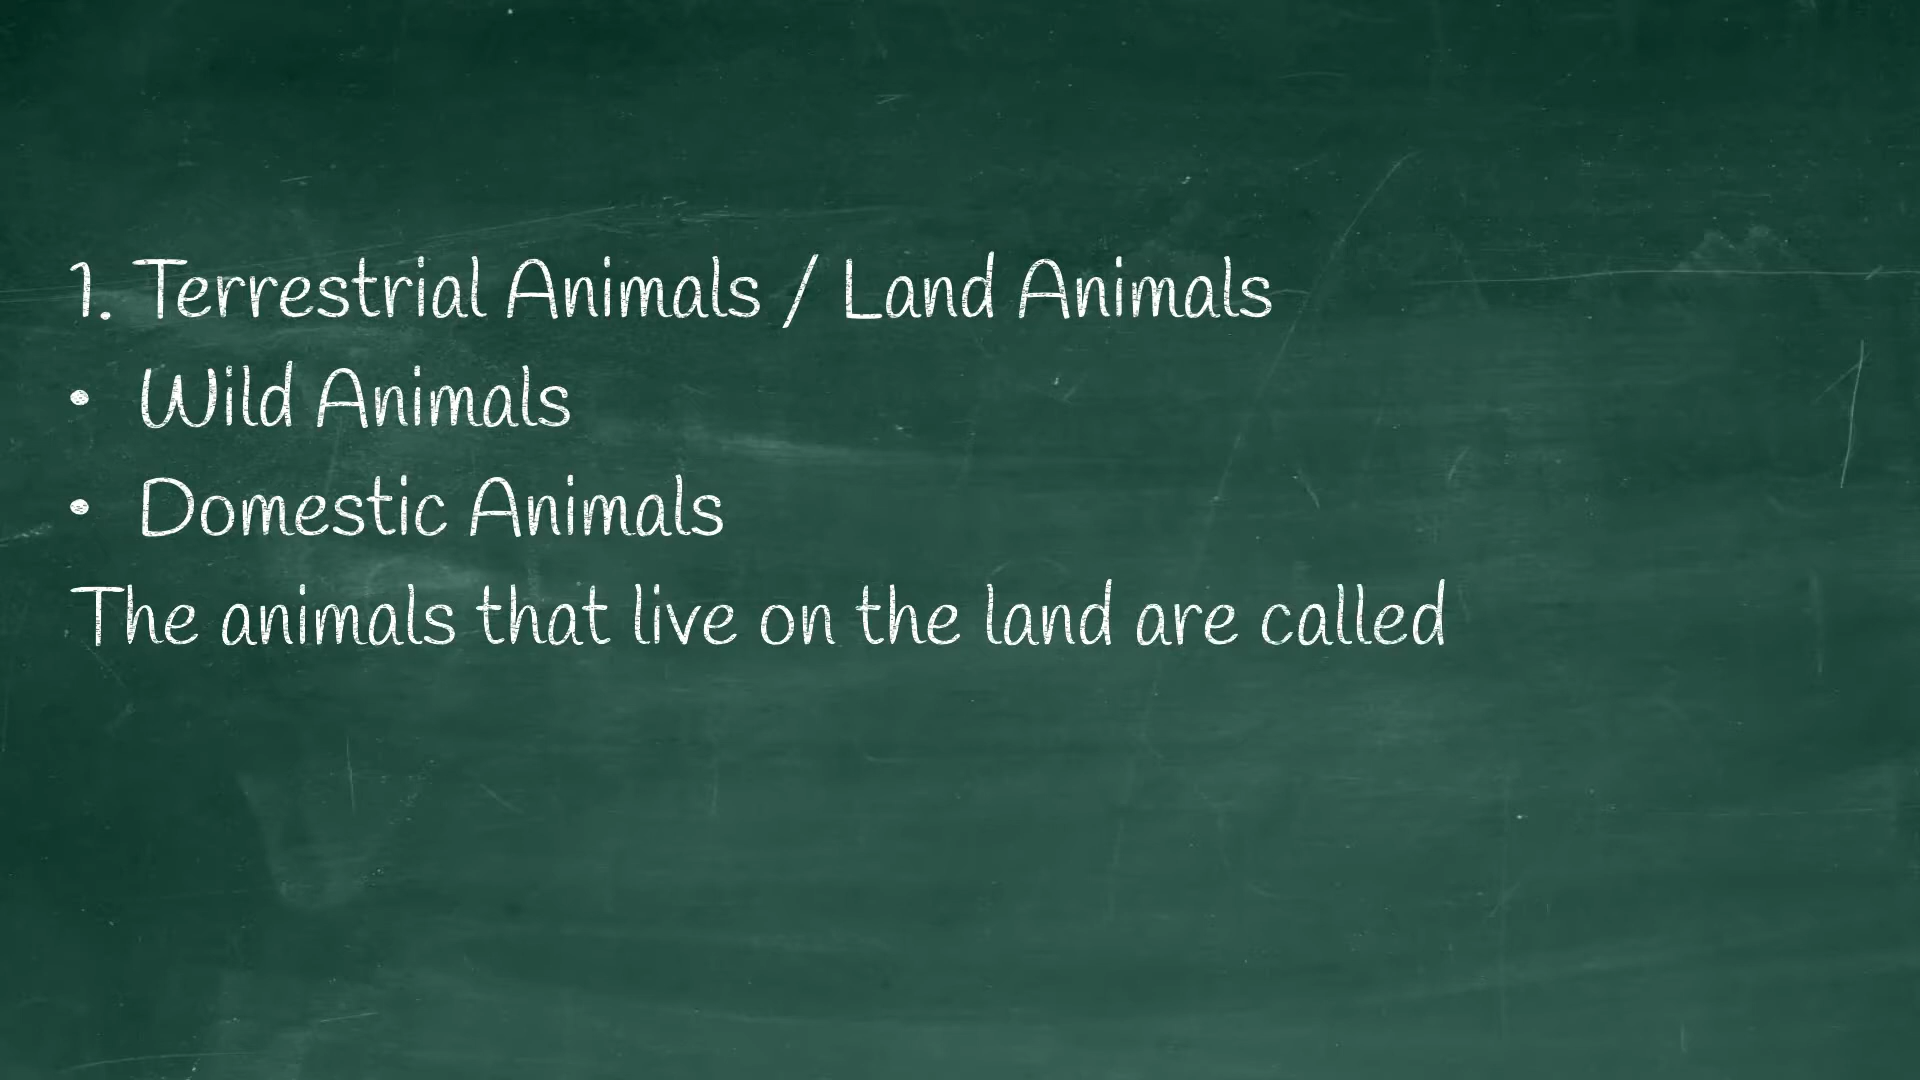 1. Terrestrial Animals / Land Animals
• Wild Animals
• Domestic Animals
The animals that live on the land are called